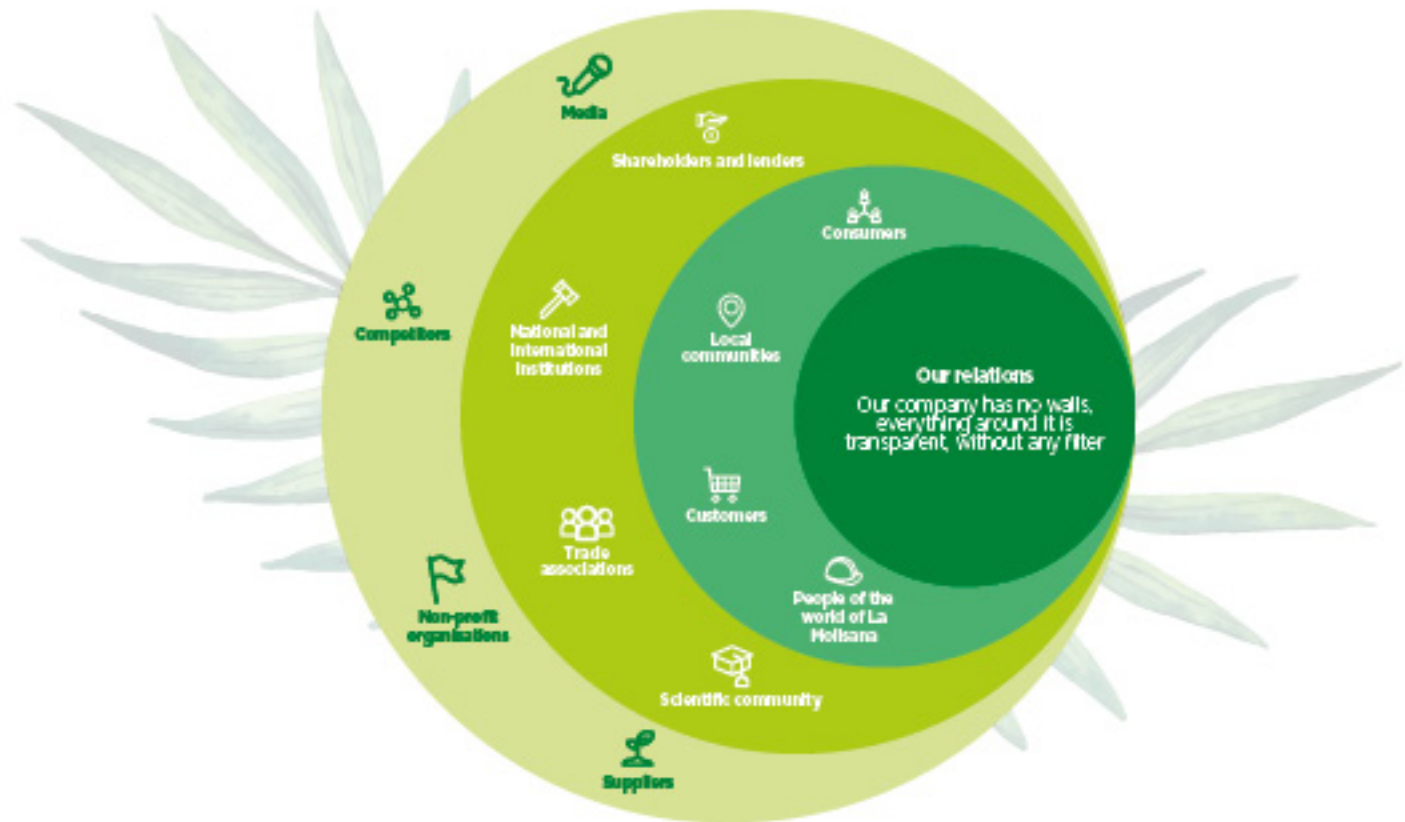 Media
Shareholders and lenders
Consumers
Competitors
National and
International
Institutions
Local
communities
Our relations
Our company has no walls,
everything around it is
transparent, without any filter
Customers
Trade
associations
People of the
world of La
Molisana
Non-profit
organisations
Scientific community
Suppliers